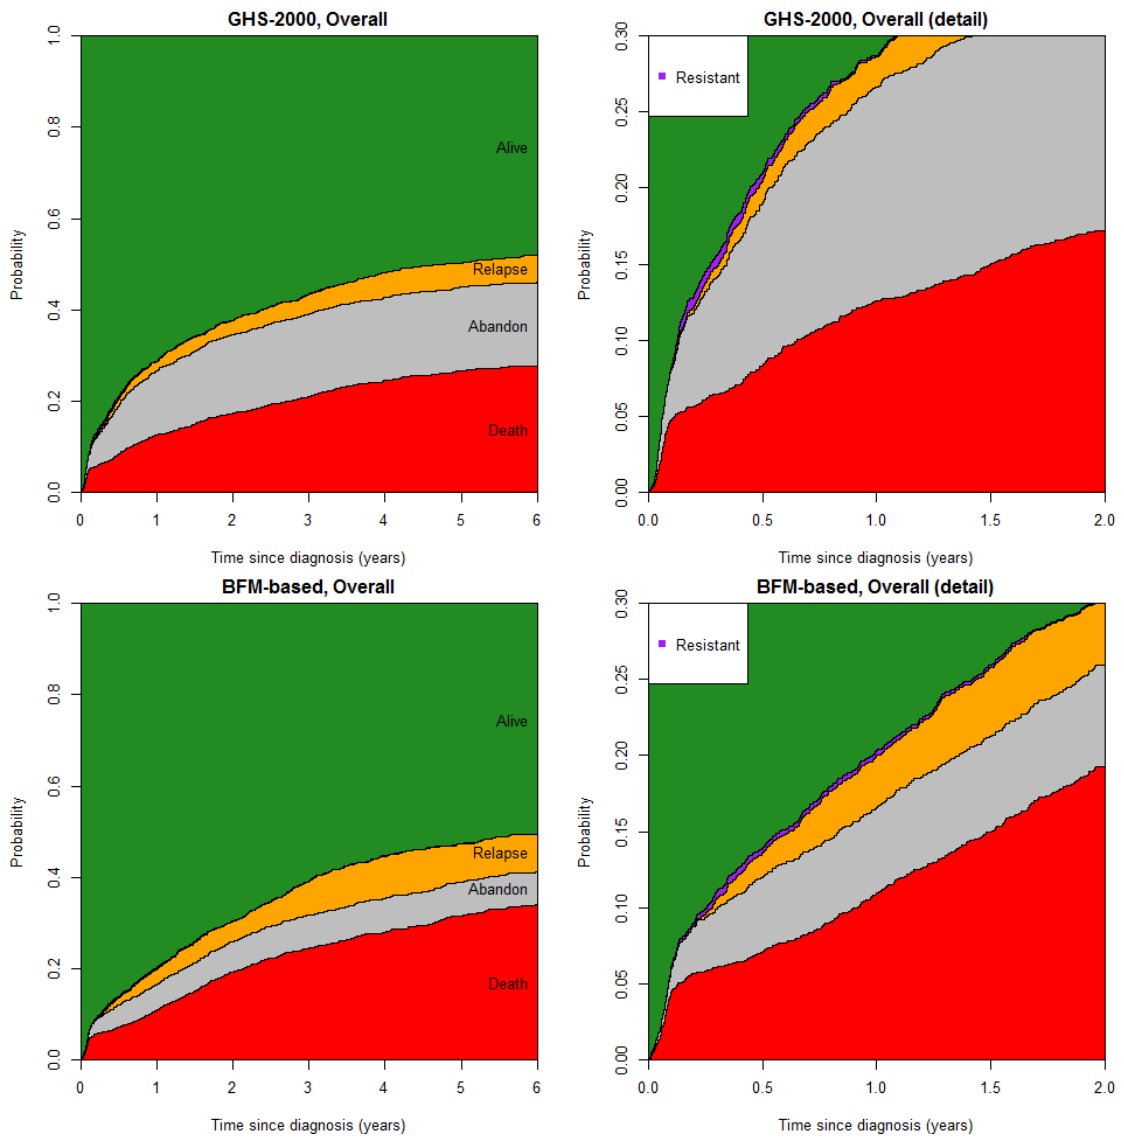 GHS-2000, Overall
Probability
0.0 0.2 0.4 0.6 0.8 1.0
Alive
Relapse
Abandon
Death
0 1 2 3 4 5 6
Time since diagnosis (years)
GHS-2000, Overall (detail)
Probability
0.00 0.05 0.10 0.15 0.20 0.25 0.30
Resistant
0.0 0.5 1.0 1.5 2.0
Time since diagnosis (years)
BFM-based, Overall
Probability
0.0 0.2 0.4 0.6 0.8 1.0
Alive
Relapse
Abandon
Death
0 1 2 3 4 5 6
Time since diagnosis (years)
BFM-based, Overall (detail)
Probability
0.00 0.05 0.10 0.15 0.20 0.25 0.30
Resistant
0.0 0.5 1.0 1.5 2.0
Time since diagnosis (years)